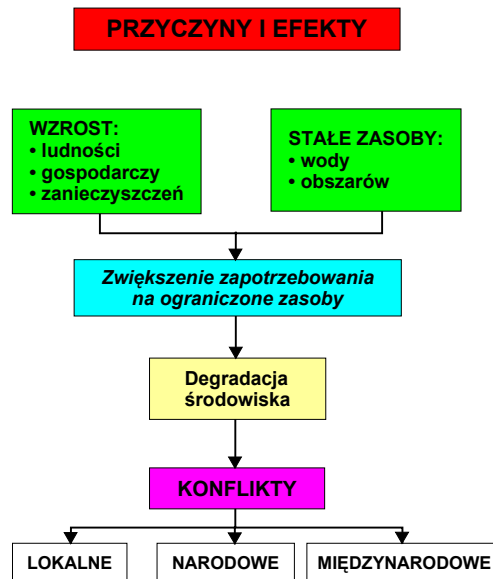 PRZYCZYNY I EFEKTY
WZROST:
• ludności
• gospodarczy
• zanieczyszczeń
STAŁE ZASOBY:
• wody
• obszarów
Zwiększenie zapotrzebowania
na ograniczone zasoby
Degradacja
środowiska
KONFLIKTY
LOKALNE
NARODOWE
MIĘDZYNARODOWE